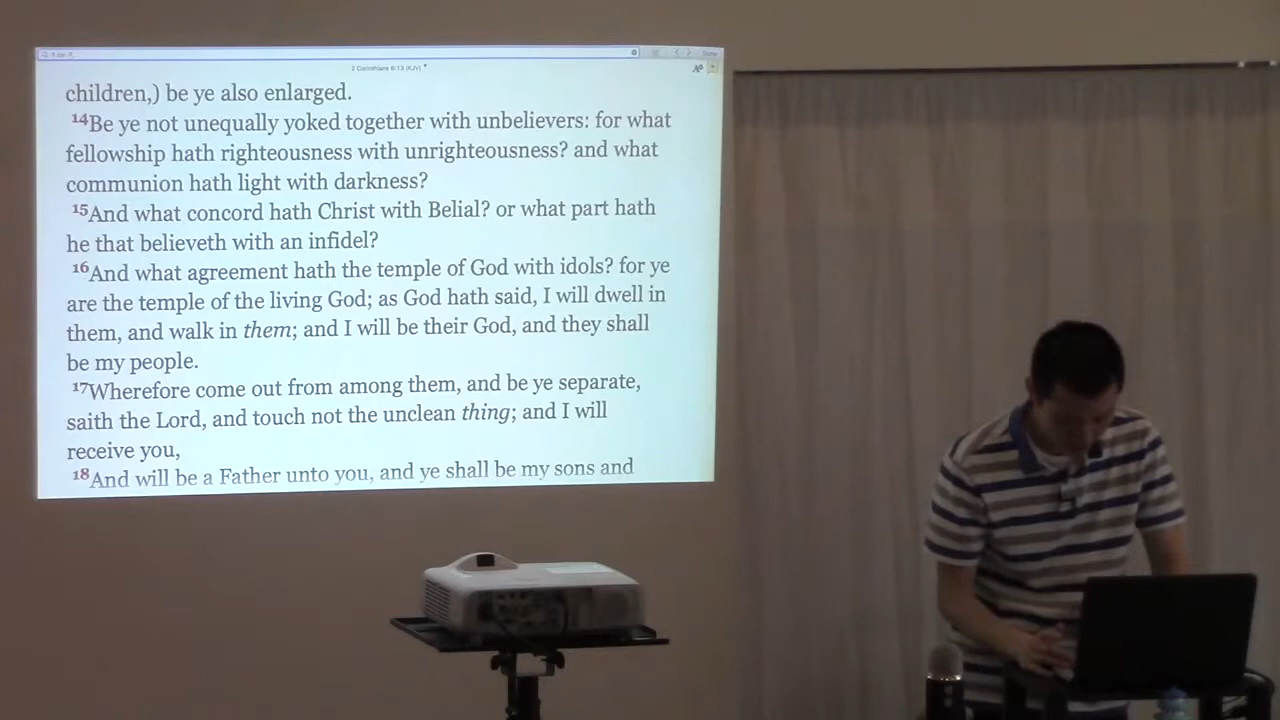 2 Corinthians 6:13 (KJV)
children,) be ye also enlarged.
14Be ye not unequally yoked together with unbelievers: for what
fellowship hath righteousness with unrighteousness? and what
communion hath light with darkness?
15And what concord hath Christ with Belial? or what part hath
he that believeth with an infidel?
16And what agreement hath the temple of God with idols? for ye
are the temple of the living God; as God hath said, I will dwell in
them, and walk in them; and I will be their God, and they shall
be my people.
17Wherefore come out from among them, and be ye separate,
saith the Lord, and touch not the unclean thing; and I will
receive you,
18And will be a Father unto you, and ye shall be my sons and